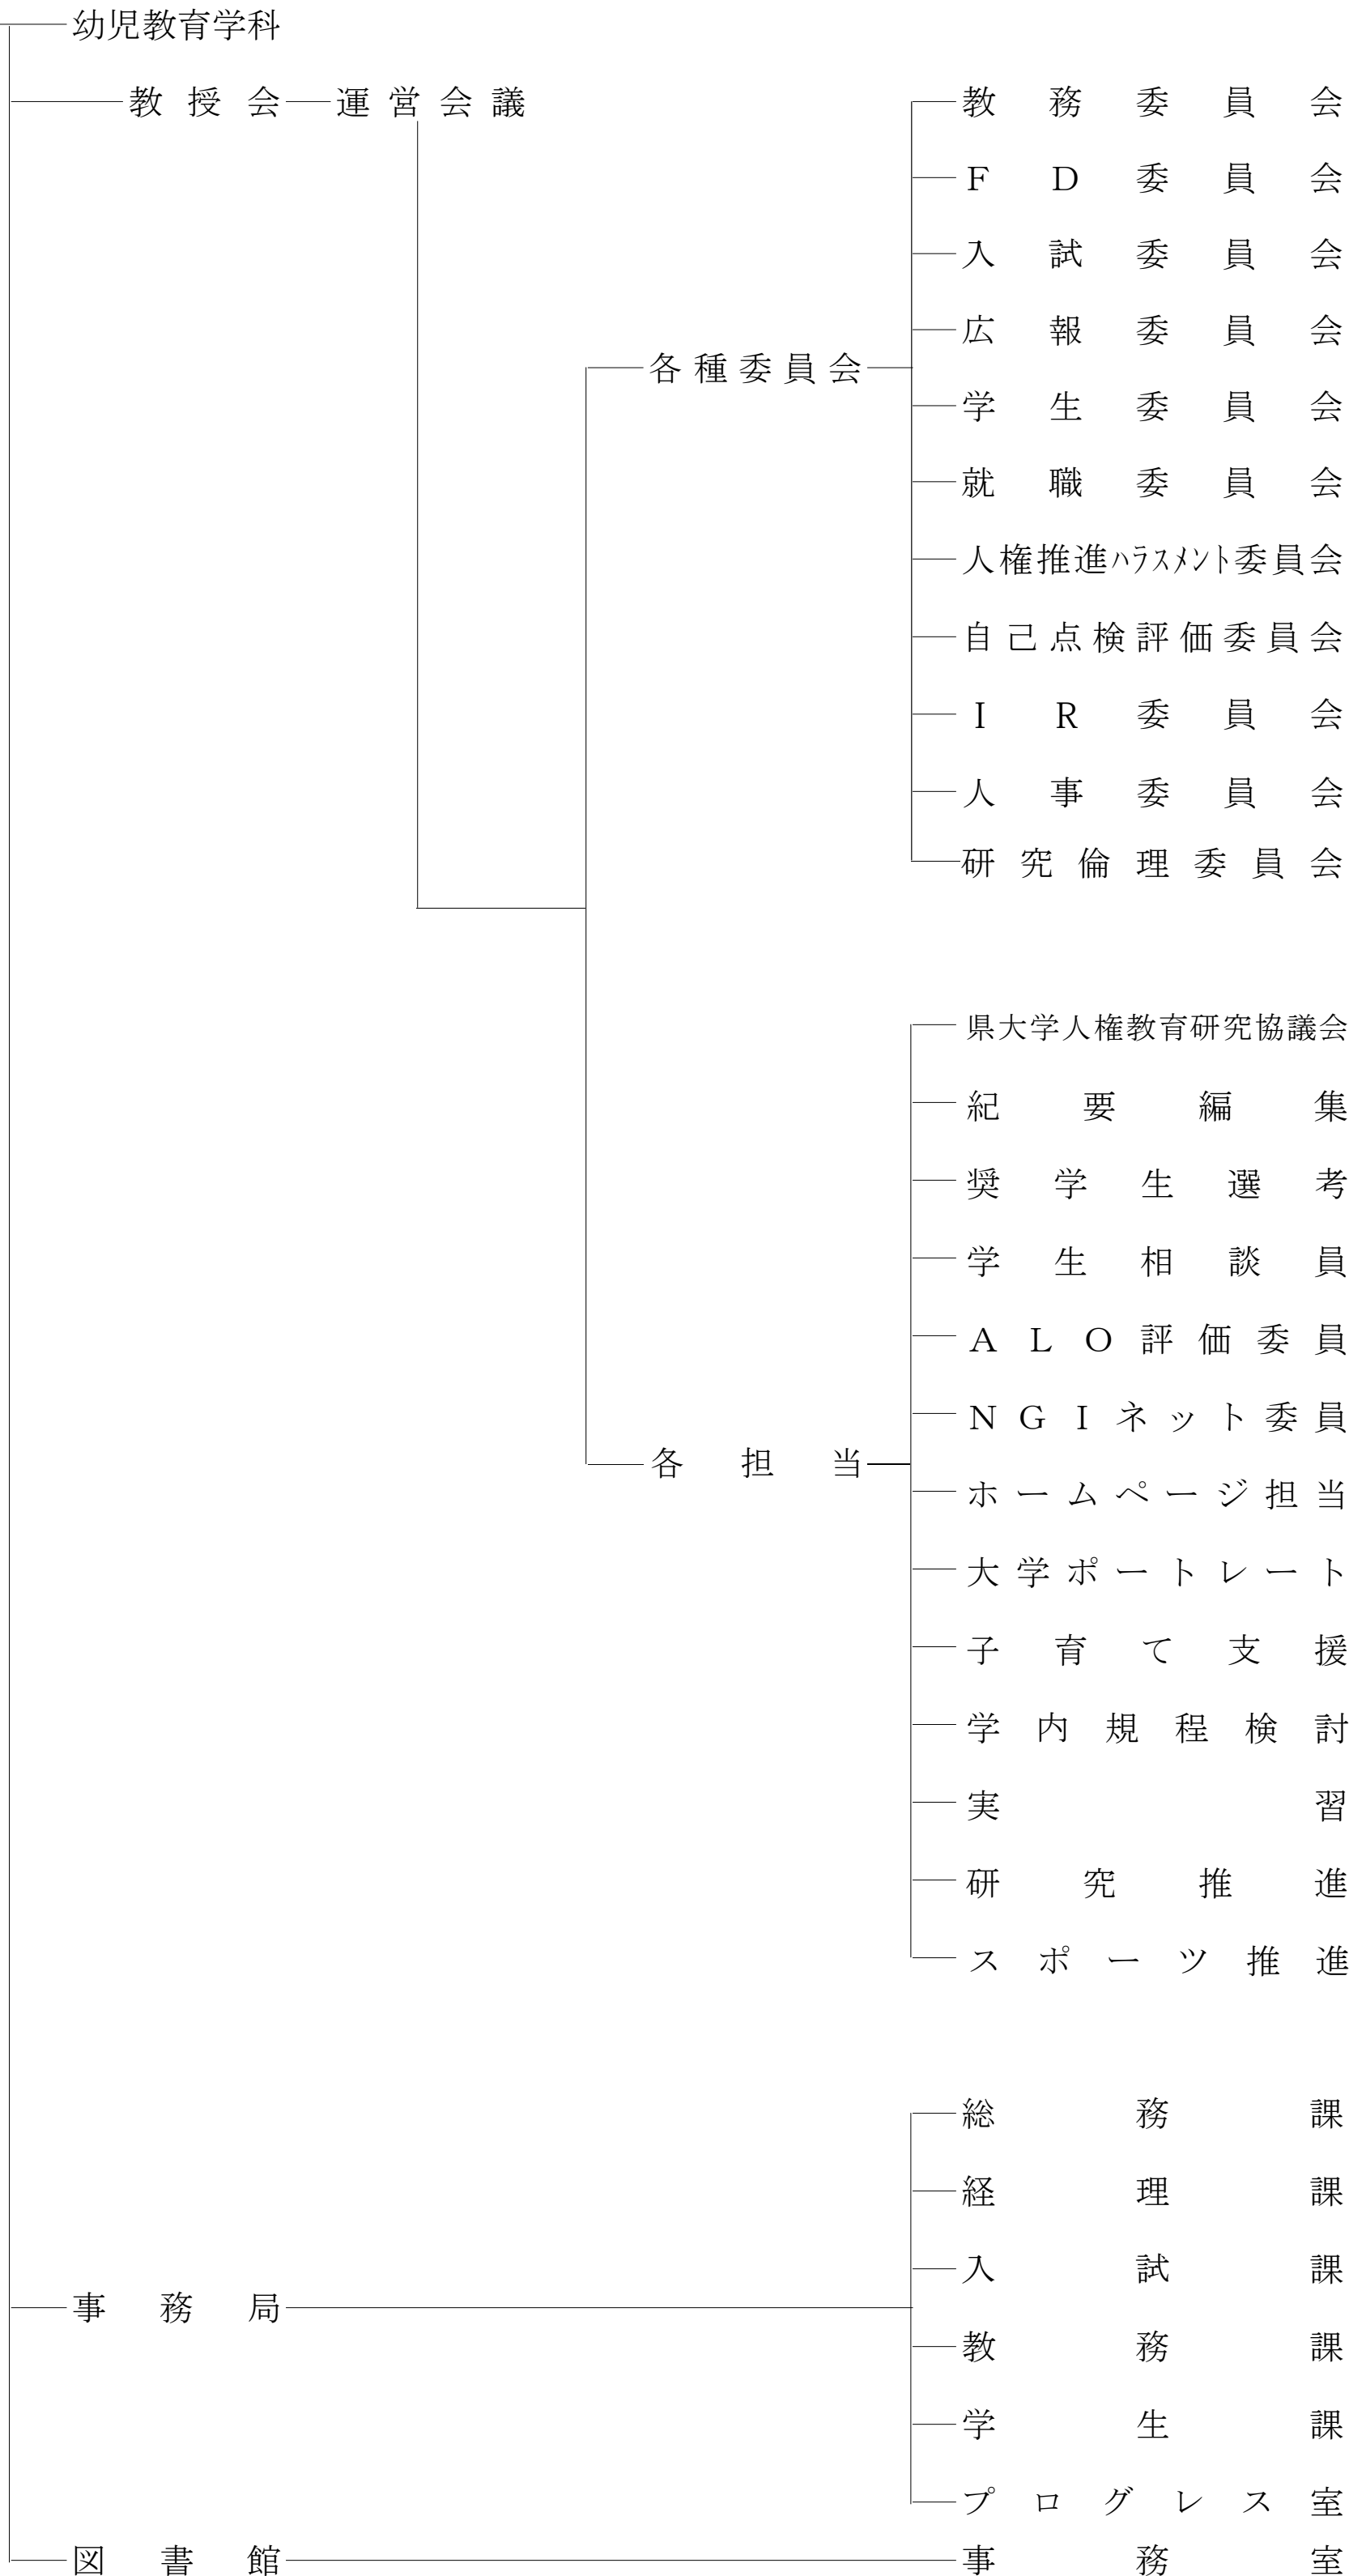 幼児教育学科
教授会 運営会議 教務委員会
ＦＤ委員会
入試委員会
広報委員会
各種委員会
学生委員会
就職委員会
人権推進ﾊﾗｽﾒﾝﾄ委員会
自己点検評価委員会
ＩＲ委員会
人事委員会
研究倫理委員会
県大学人権教育研究協議会
紀要編集
奨学生選考
学生相談員
ＡＬＯ評価委員
ＮＧＩネット委員
各担当
ホームページ担当
大学ポートレート
子育て支援
学内規程検討
実習
研究推進
スポーツ推進
総務課
経理課
入試課
事務局
教務課
学生課
プログレス室
図書館 事務室